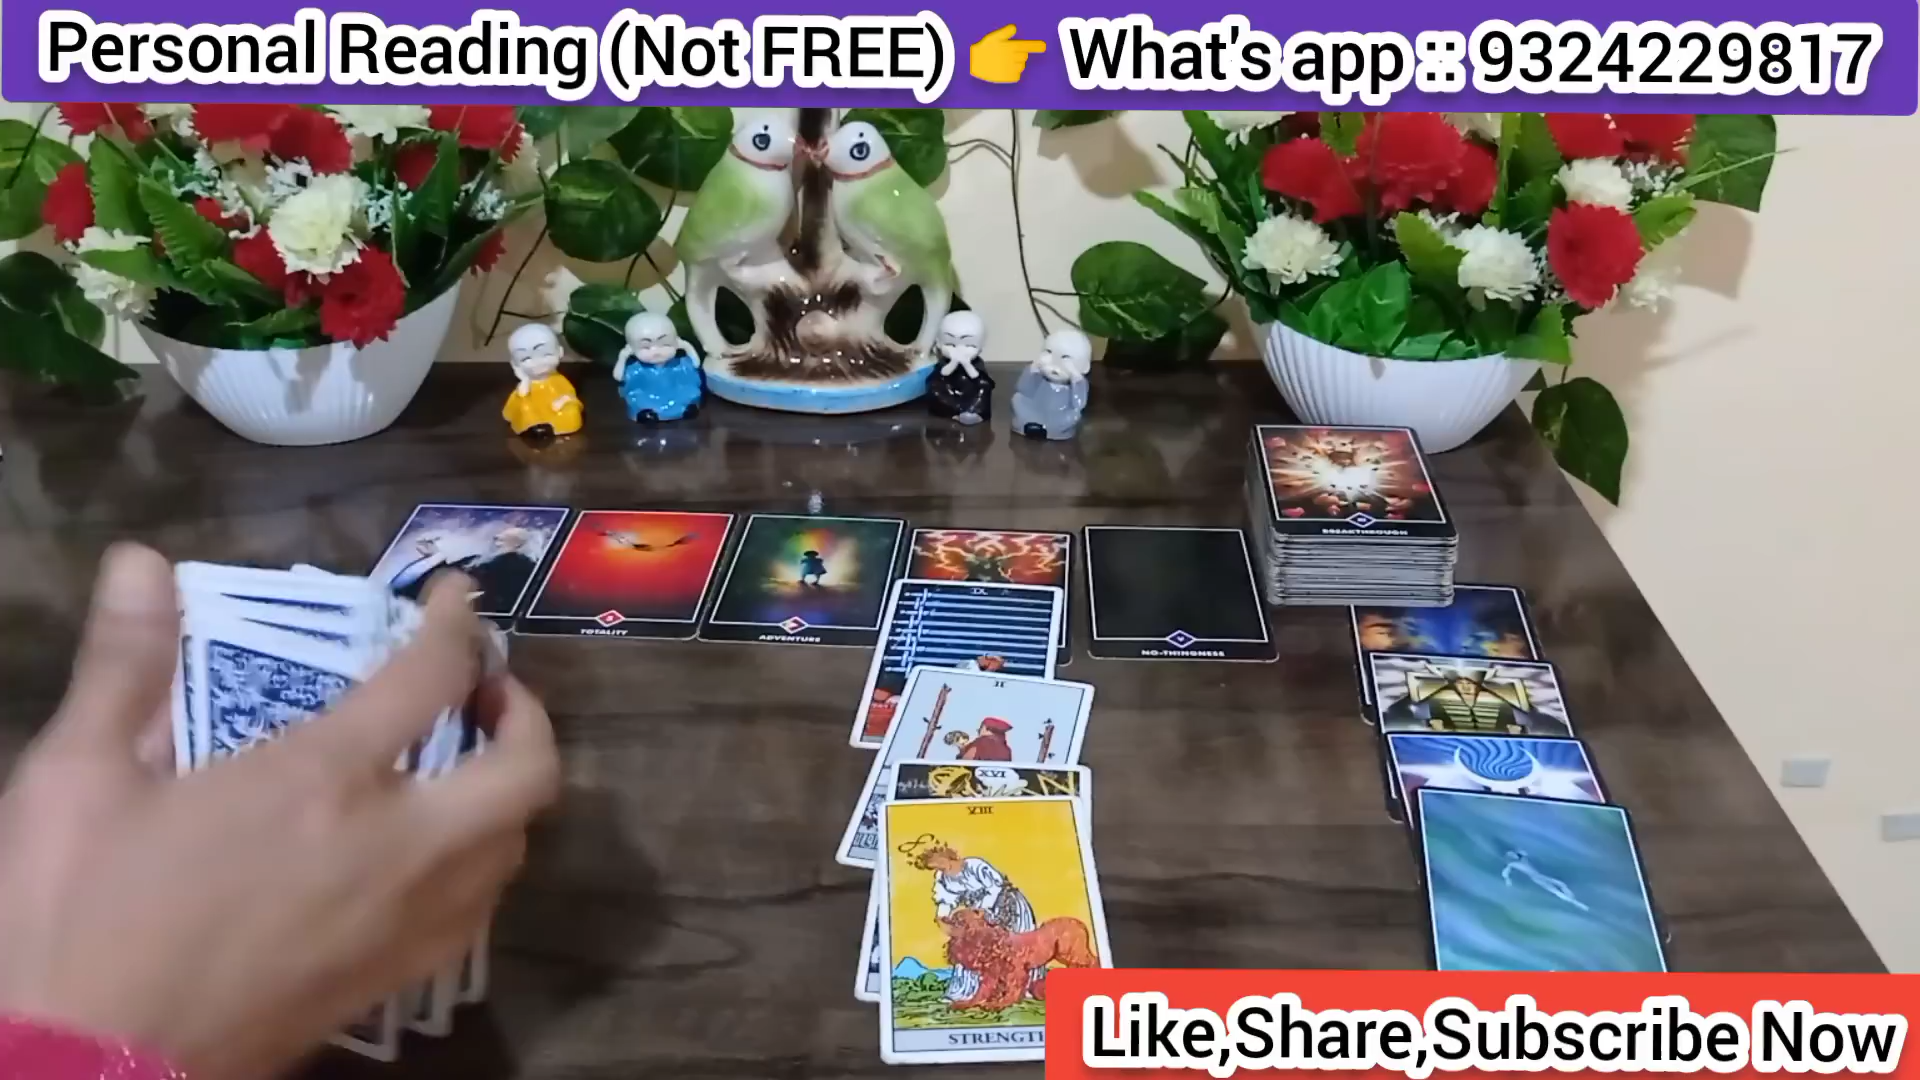 Personal Reading (Not FREE) 👉 What's app :: 9324229817
BREAKTHROUGH
TOTALITY
ADVENTURE
NO-THINGNESS
IX
II
XVI
VIII
STRENGTH
Like,Share,Subscribe Now